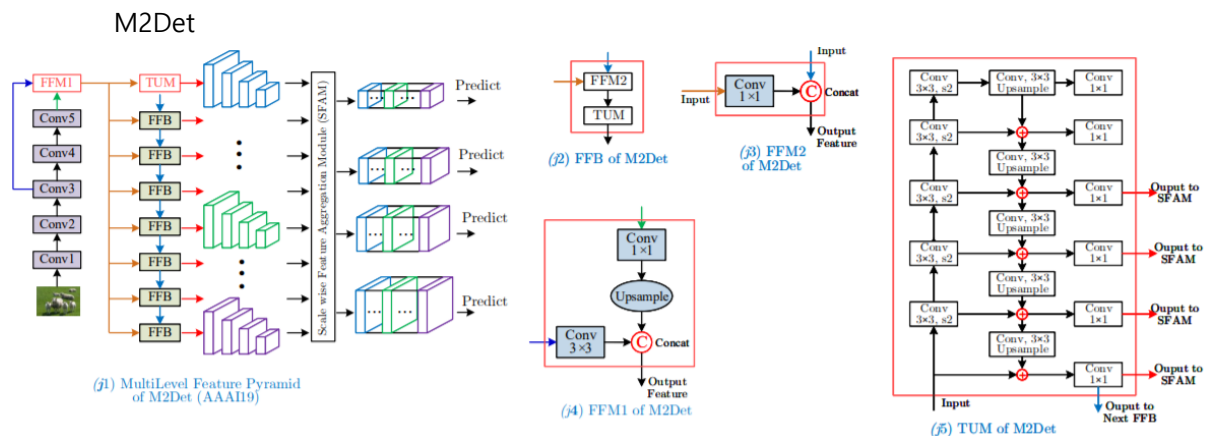 M2Det
FFM1
TUM
Conv5
Conv4
Conv3
Conv2
Conv1
FFB
FFB
FFB
FFB
FFB
FFB
FFB
Scale-wise Feature Aggregation Module (SFAM)
Predict
Predict
Predict
Predict
(j1) MultiLevel Feature Pyramid
of M2Det (AAAI19)
FFM2
TUM
(j2) FFB of M2Det
Input
Input
Conv
1×1
C
Concat
Output
Feature
(j3) FFM2
of M2Det
Conv
1×1
Upsample
Conv
3×3
C
Concat
Output
Feature
(j4) FFM1 of M2Det
Conv
3×3, s2
Conv, 3×3
Upsample
Conv
1×1
Conv
3×3, s2
Conv
1×1
Conv, 3×3
Upsample
Conv
3×3, s2
Conv
1×1
Ouput to
SFAM
Conv, 3×3
Upsample
Conv
3×3, s2
Conv
1×1
Ouput to
SFAM
Conv, 3×3
Upsample
Conv
3×3, s2
Conv
1×1
Ouput to
SFAM
Conv, 3×3
Upsample
Conv
1×1
Ouput to
SFAM
Input
Ouput to
Next FFB
(j5) TUM of M2Det